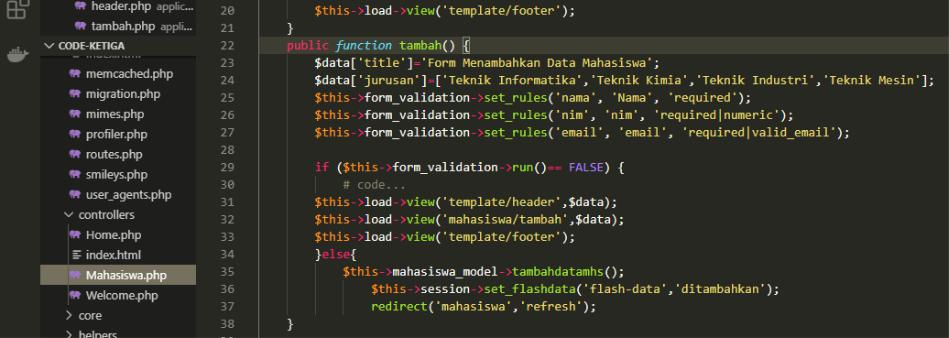 header.php applic...
tambah.php applic...
CODE-KETIGA
index.html
memcached.php
migration.php
mimes.php
profiler.php
routes.php
smileys.php
user_agents.php
controllers
Home.php
index.html
Mahasiswa.php
Welcome.php
core
helpers
20 $this->load->view('template/footer');
21 }
22 public function tambah() {
23 $data['title']='Form Menambahkan Data Mahasiswa';
24 $data['jurusan']=['Teknik Informatika','Teknik Kimia','Teknik Industri','Teknik Mesin'];
25 $this->form_validation->set_rules('nama', 'Nama', 'required');
26 $this->form_validation->set_rules('nim', 'nim', 'required|numeric');
27 $this->form_validation->set_rules('email', 'email', 'required|valid_email');
28
29 if ($this->form_validation->run()== FALSE) {
30 # code...
31 $this->load->view('template/header',$data);
32 $this->load->view('mahasiswa/tambah',$data);
33 $this->load->view('template/footer');
34 }else{
35 $this->mahasiswa_model->tambahdatamhs();
36 $this->session->set_flashdata('flash-data','ditambahkan');
37 redirect('mahasiswa','refresh');
38 }